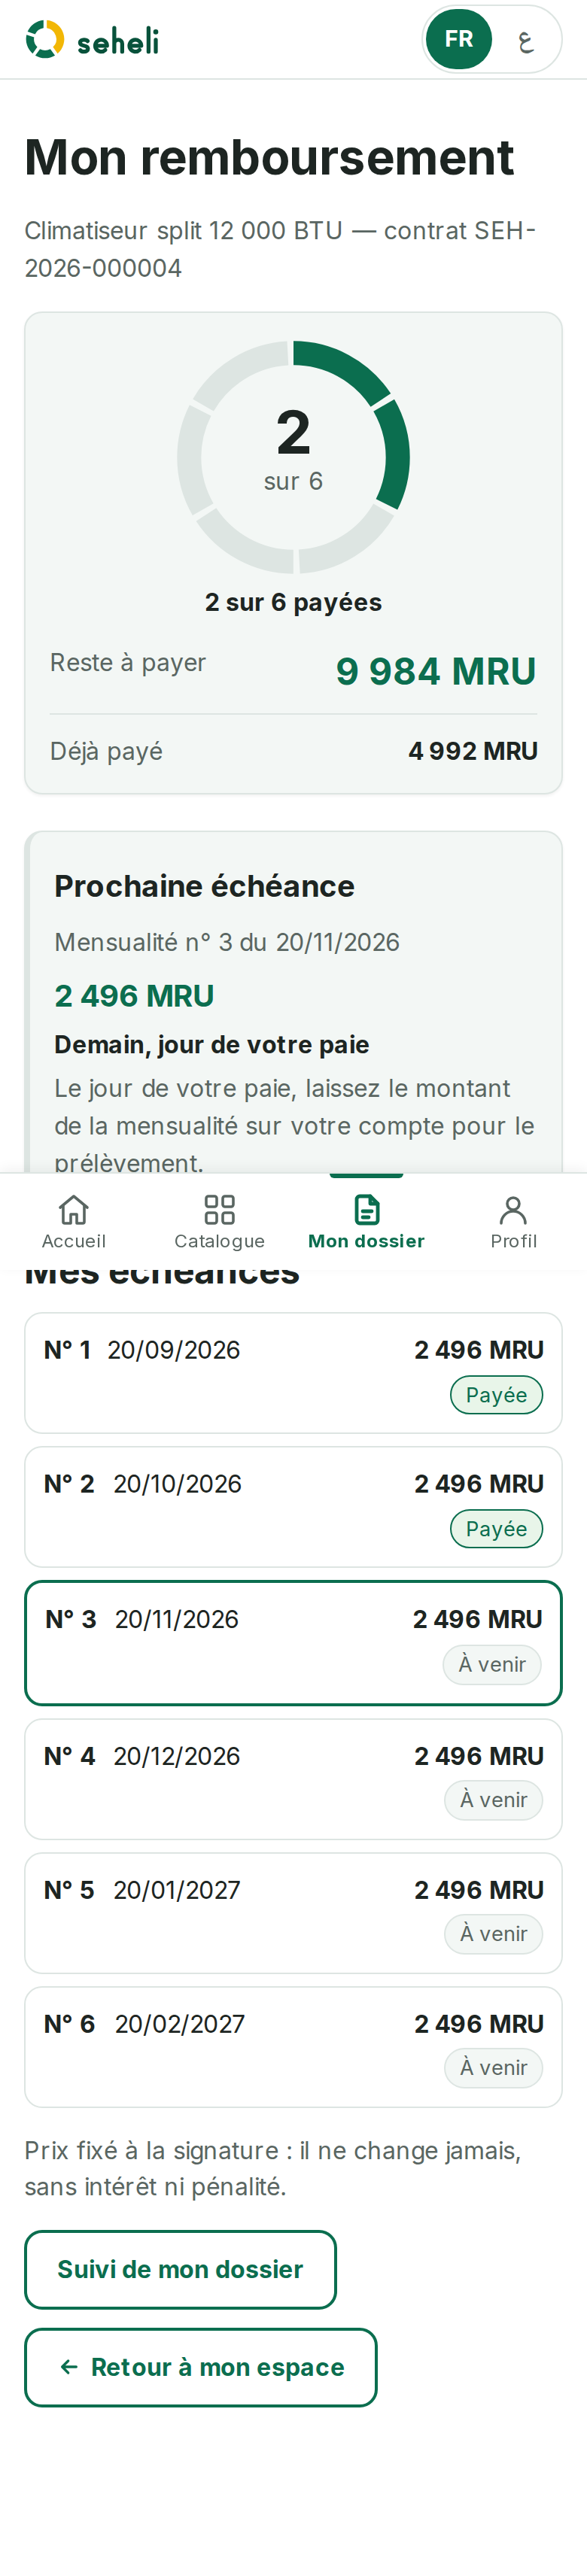 seheli
FR
ع
Mon remboursement
Climatiseur split 12 000 BTU — contrat SEH-
2026-000004
2
sur 6
2 sur 6 payées
Reste à payer
9 984 MRU
Déjà payé
4 992 MRU
Prochaine échéance
Mensualité n° 3 du 20/11/2026
2 496 MRU
Demain, jour de votre paie
Le jour de votre paie, laissez le montant
de la mensualité sur votre compte pour le
prélèvement.
Accueil
Catalogue
Mon dossier
Profil
Mes échéances
N° 1 20/09/2026 2 496 MRU
Payée
N° 2 20/10/2026 2 496 MRU
Payée
N° 3 20/11/2026 2 496 MRU
À venir
N° 4 20/12/2026 2 496 MRU
À venir
N° 5 20/01/2027 2 496 MRU
À venir
N° 6 20/02/2027 2 496 MRU
À venir
Prix fixé à la signature : il ne change jamais,
sans intérêt ni pénalité.
Suivi de mon dossier
← Retour à mon espace